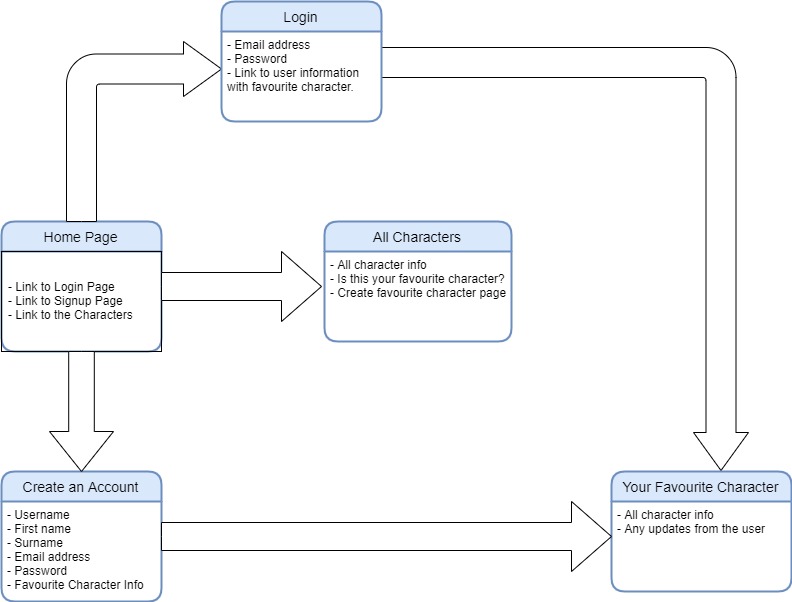 Login
- Email address
- Password
- Link to user information
with favourite character.
Home Page
- Link to Login Page
- Link to Signup Page
- Link to the Characters
All Characters
- All character info
- Is this your favourite character?
- Create favourite character page
Create an Account
- Username
- First name
- Surname
- Email address
- Password
- Favourite Character Info
Your Favourite Character
- All character info
- Any updates from the user